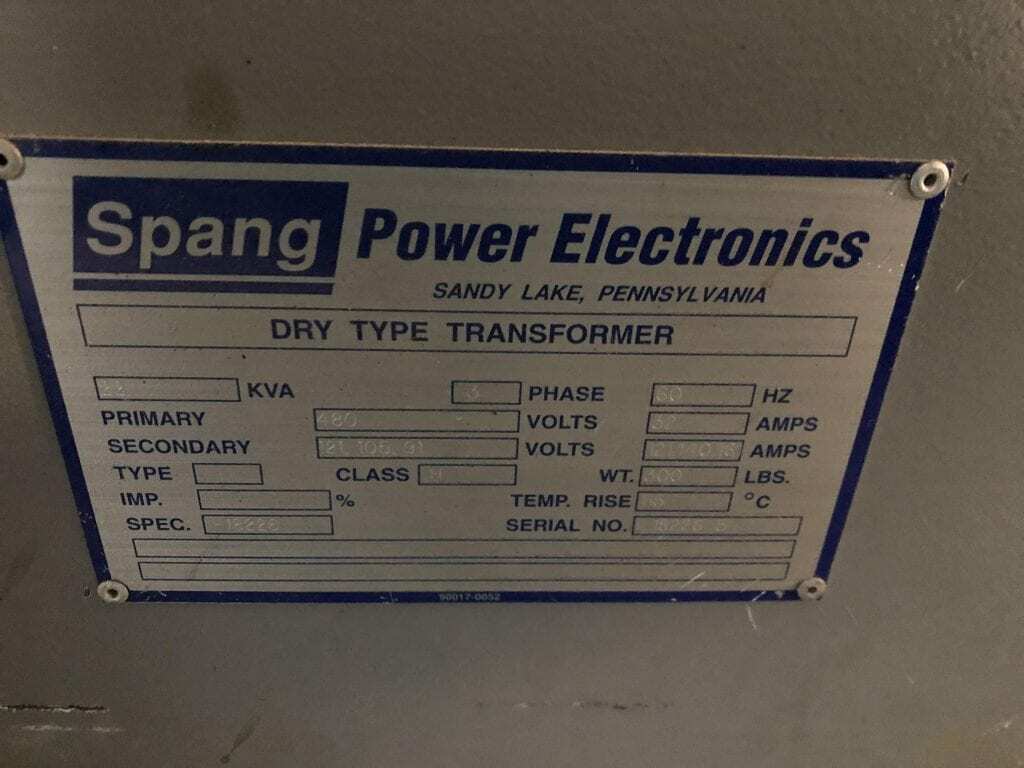 Spang Power Electronics
SANDY LAKE, PENNSYLVANIA
DRY TYPE TRANSFORMER
KVA 3 PHASE 60 HZ
PRIMARY 480 VOLTS AMPS
SECONDARY VOLTS AMPS
TYPE CLASS WT. LBS.
IMP. % TEMP. RISE °C
SPEC. SERIAL NO.
90017-0052